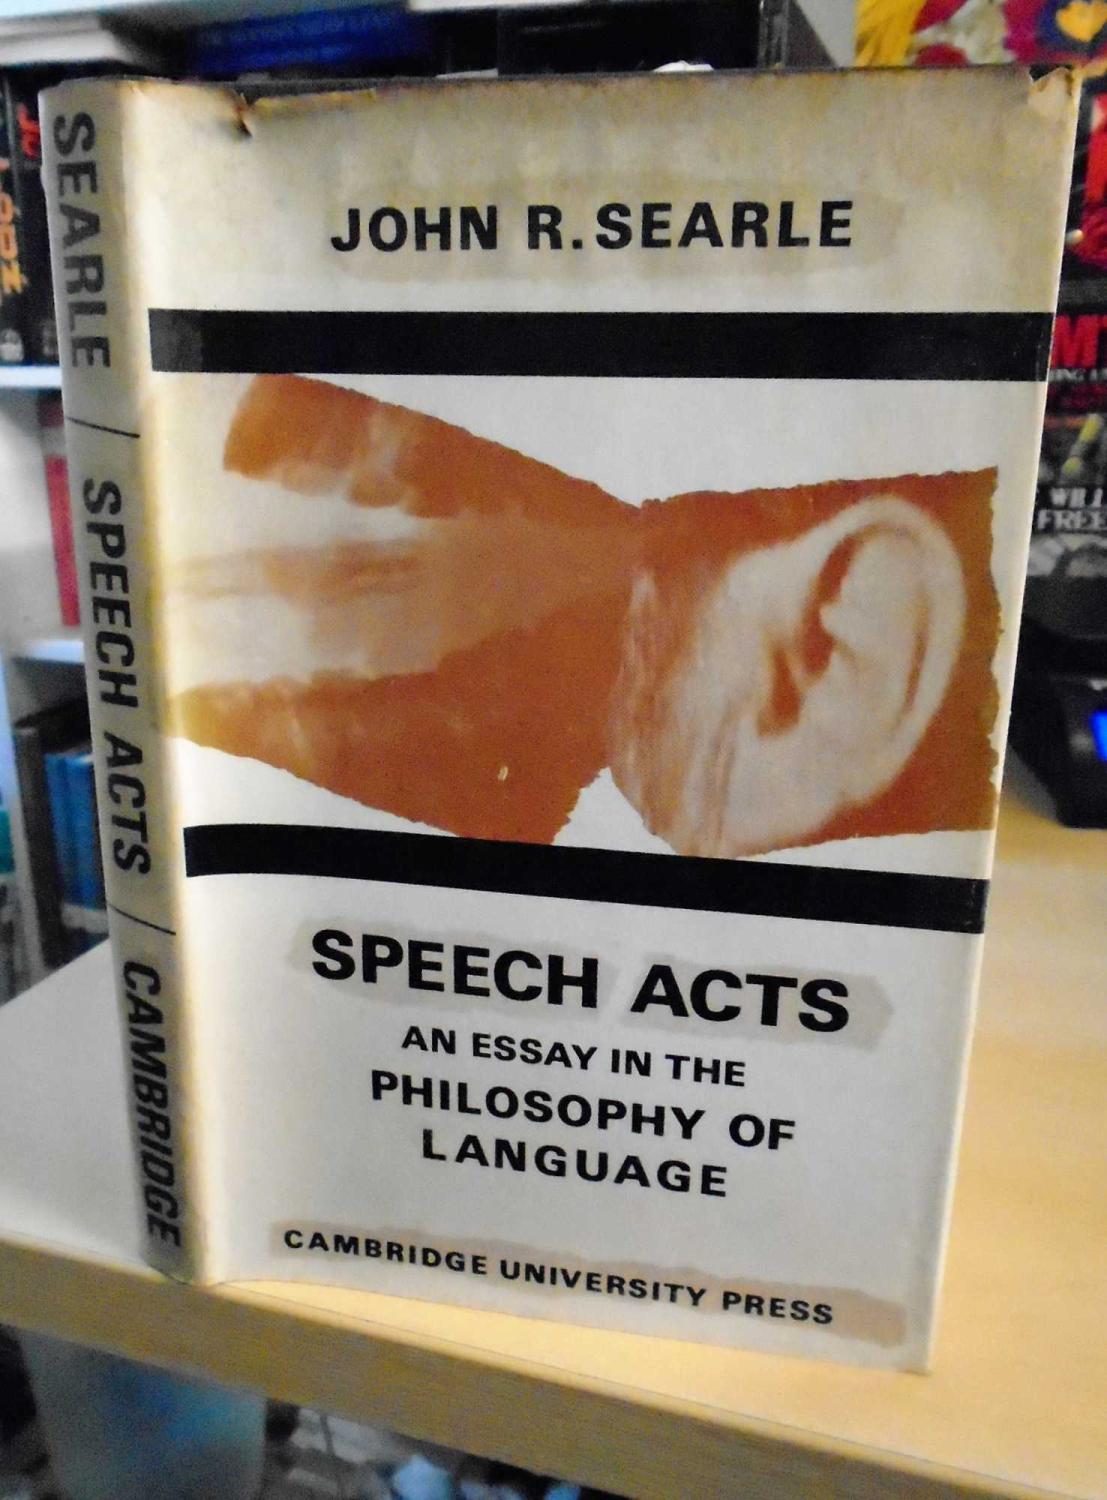 SEARLE / SPEECH ACTS / CAMBRIDGE
JOHN R. SEARLE
SPEECH ACTS
AN ESSAY IN THE
PHILOSOPHY OF
LANGUAGE
CAMBRIDGE UNIVERSITY PRESS